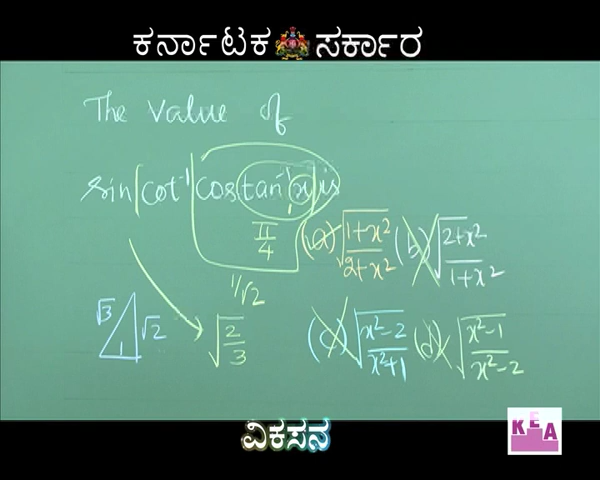 ಕರ್ನಾಟಕ ಸರ್ಕಾರ
The Value of
sin(cot⁻¹(cos(tan⁻¹x) is
1
π/4
(a) √(1+x²/2+x²) (b) √(2+x²/1+x²)
1/√2
√3 √2 1
√(2/3)
(c) √(x²-2/x²+1) (d) √(x²-1/x²-2)
ವಿಕಸನ
KEA